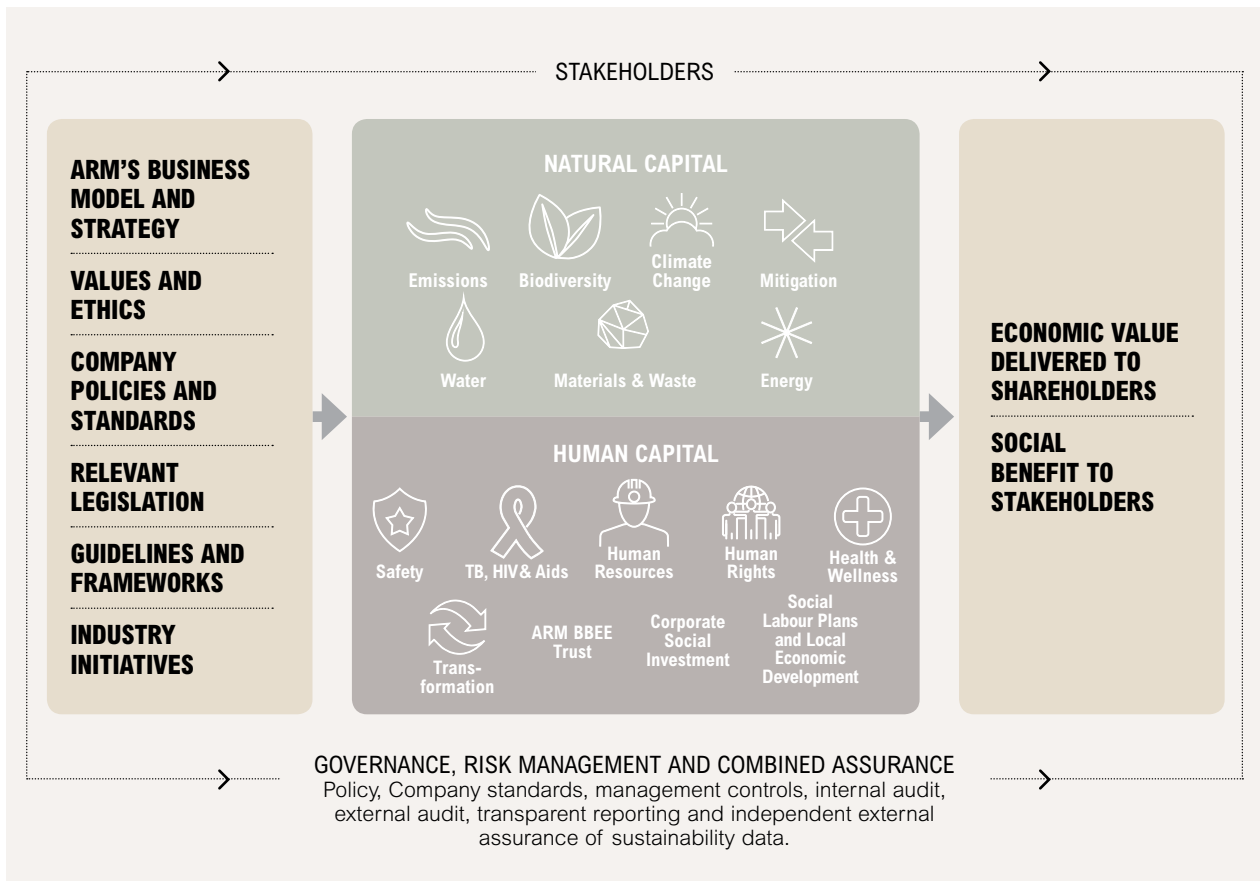 STAKEHOLDERS
ARM'S BUSINESS
MODEL AND
STRATEGY
VALUES AND
ETHICS
COMPANY
POLICIES AND
STANDARDS
RELEVANT
LEGISLATION
GUIDELINES AND
FRAMEWORKS
INDUSTRY
INITIATIVES
NATURAL CAPITAL
Emissions
Biodiversity
Climate
Change
Mitigation
Water
Materials & Waste
Energy
HUMAN CAPITAL
Safety
TB, HIV & Aids
Human
Resources
Human
Rights
Health &
Wellness
Trans-
formation
ARM BBEE
Trust
Corporate
Social
Investment
Social
Labour Plans
and Local
Economic
Development
ECONOMIC VALUE
DELIVERED TO
SHAREHOLDERS
SOCIAL
BENEFIT TO
STAKEHOLDERS
GOVERNANCE, RISK MANAGEMENT AND COMBINED ASSURANCE
Policy, Company standards, management controls, internal audit,
external audit, transparent reporting and independent external
assurance of sustainability data.